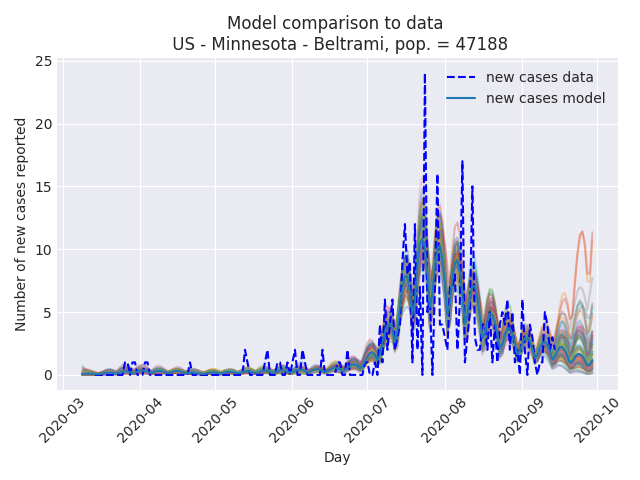 Model comparison to data
US - Minnesota - Beltrami, pop. = 47188
new cases data
new cases model
Number of new cases reported
25
20
15
10
5
0
2020-03
2020-04
2020-05
2020-06
2020-07
2020-08
2020-09
2020-10
Day